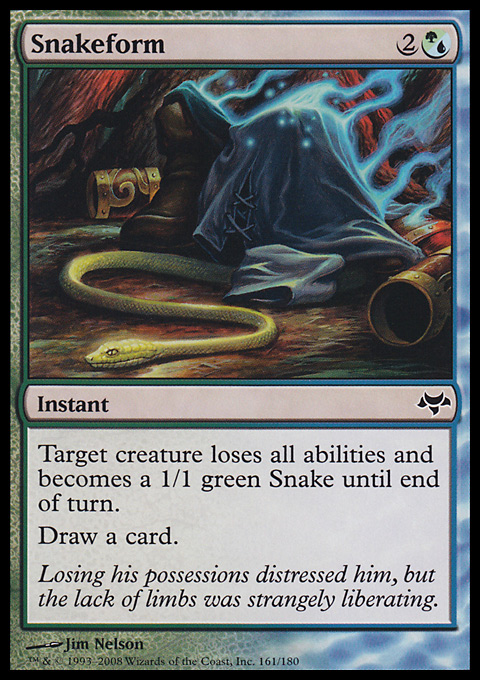 Snakeform 2
Instant
Target creature loses all abilities and
becomes a 1/1 green Snake until end
of turn.
Draw a card.
Losing his possessions distressed him, but
the lack of limbs was strangely liberating.
Jim Nelson
™ & © 1993–2008 Wizards of the Coast, Inc. 161/180